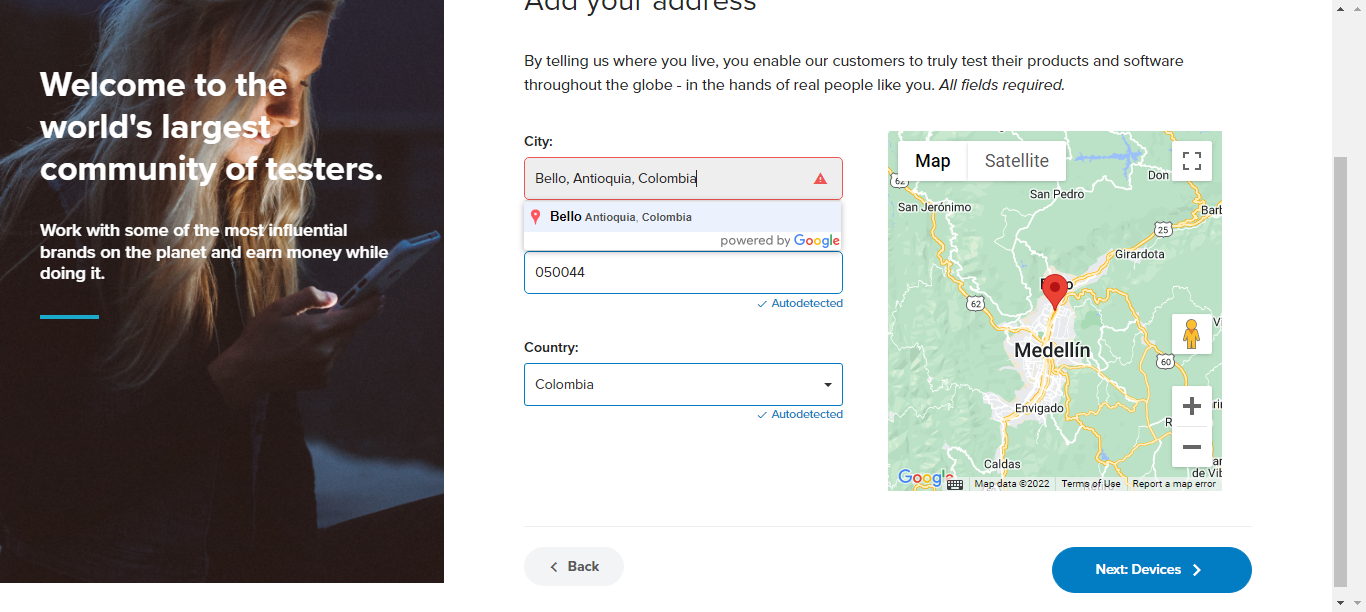 Add your address
Welcome to the
world's largest
community of testers.
Work with some of the most influential
brands on the planet and earn money while
doing it.
By telling us where you live, you enable our customers to truly test their products and software
throughout the globe - in the hands of real people like you. All fields required.
City:
Bello, Antioquia, Colombia
Bello Antioquia, Colombia
powered by Google
050044
Autodetected
Country:
Colombia
Autodetected
Map
Satellite
62
Don
San Pedro
San Jerónimo
Barb
25
Girardota
62
Medellín
60
Envigado
Caldas
de Vib
Google
Map data ©2022
Terms of Use
Report a map error
Back
Next: Devices